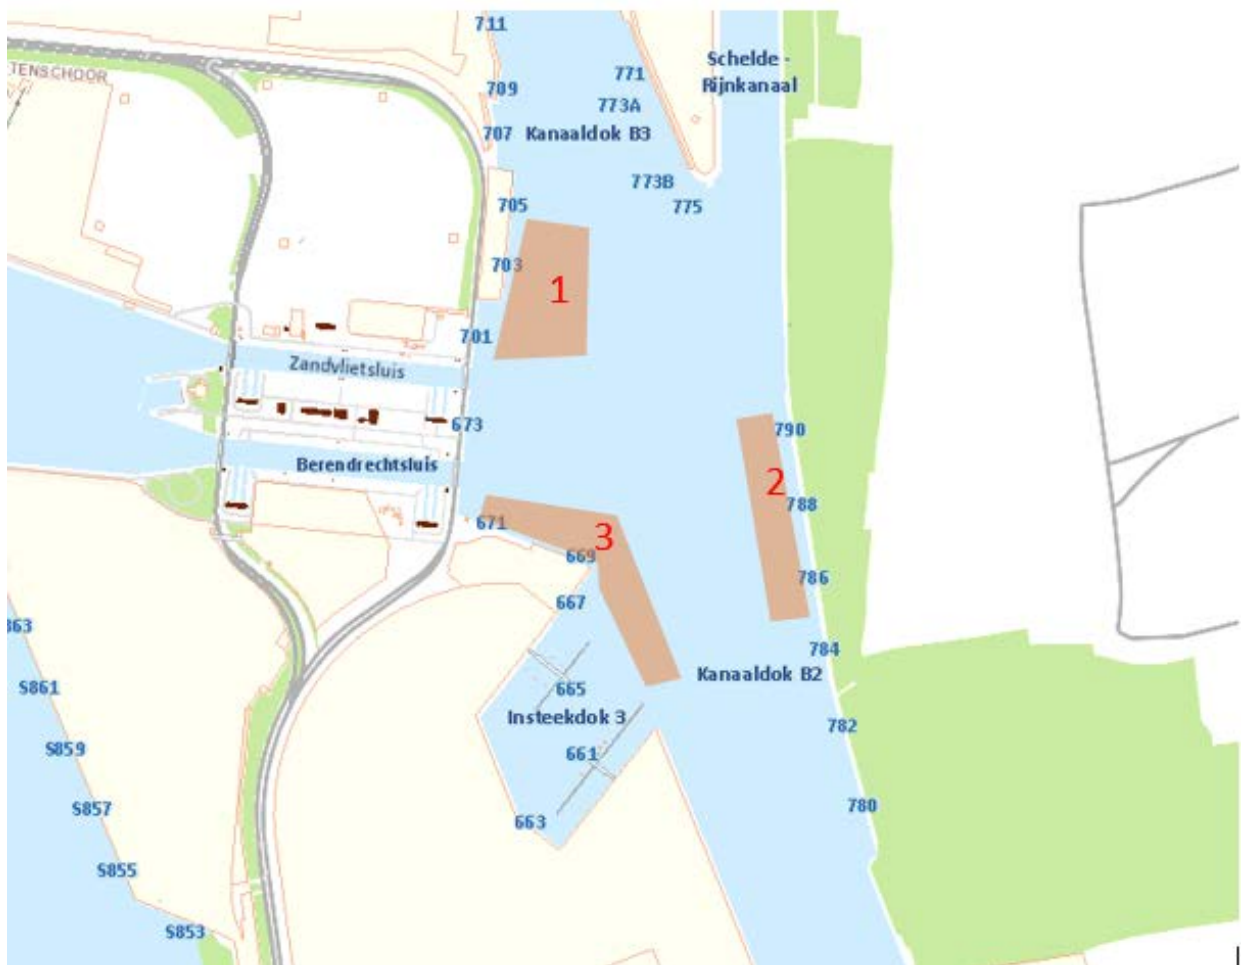 711
771
Schelde -
Rijnkanaal
TENSCHOOR
709
773A
707
Kanaaldok B3
773B
705
775
703
1
701
Zandvlietsluis
673
790
Berendrechtsluis
2
788
671
3
669
786
667
863
784
665
Kanaaldok B2
S861
Insteekdok 3
782
S859
661
780
S857
663
S855
S853